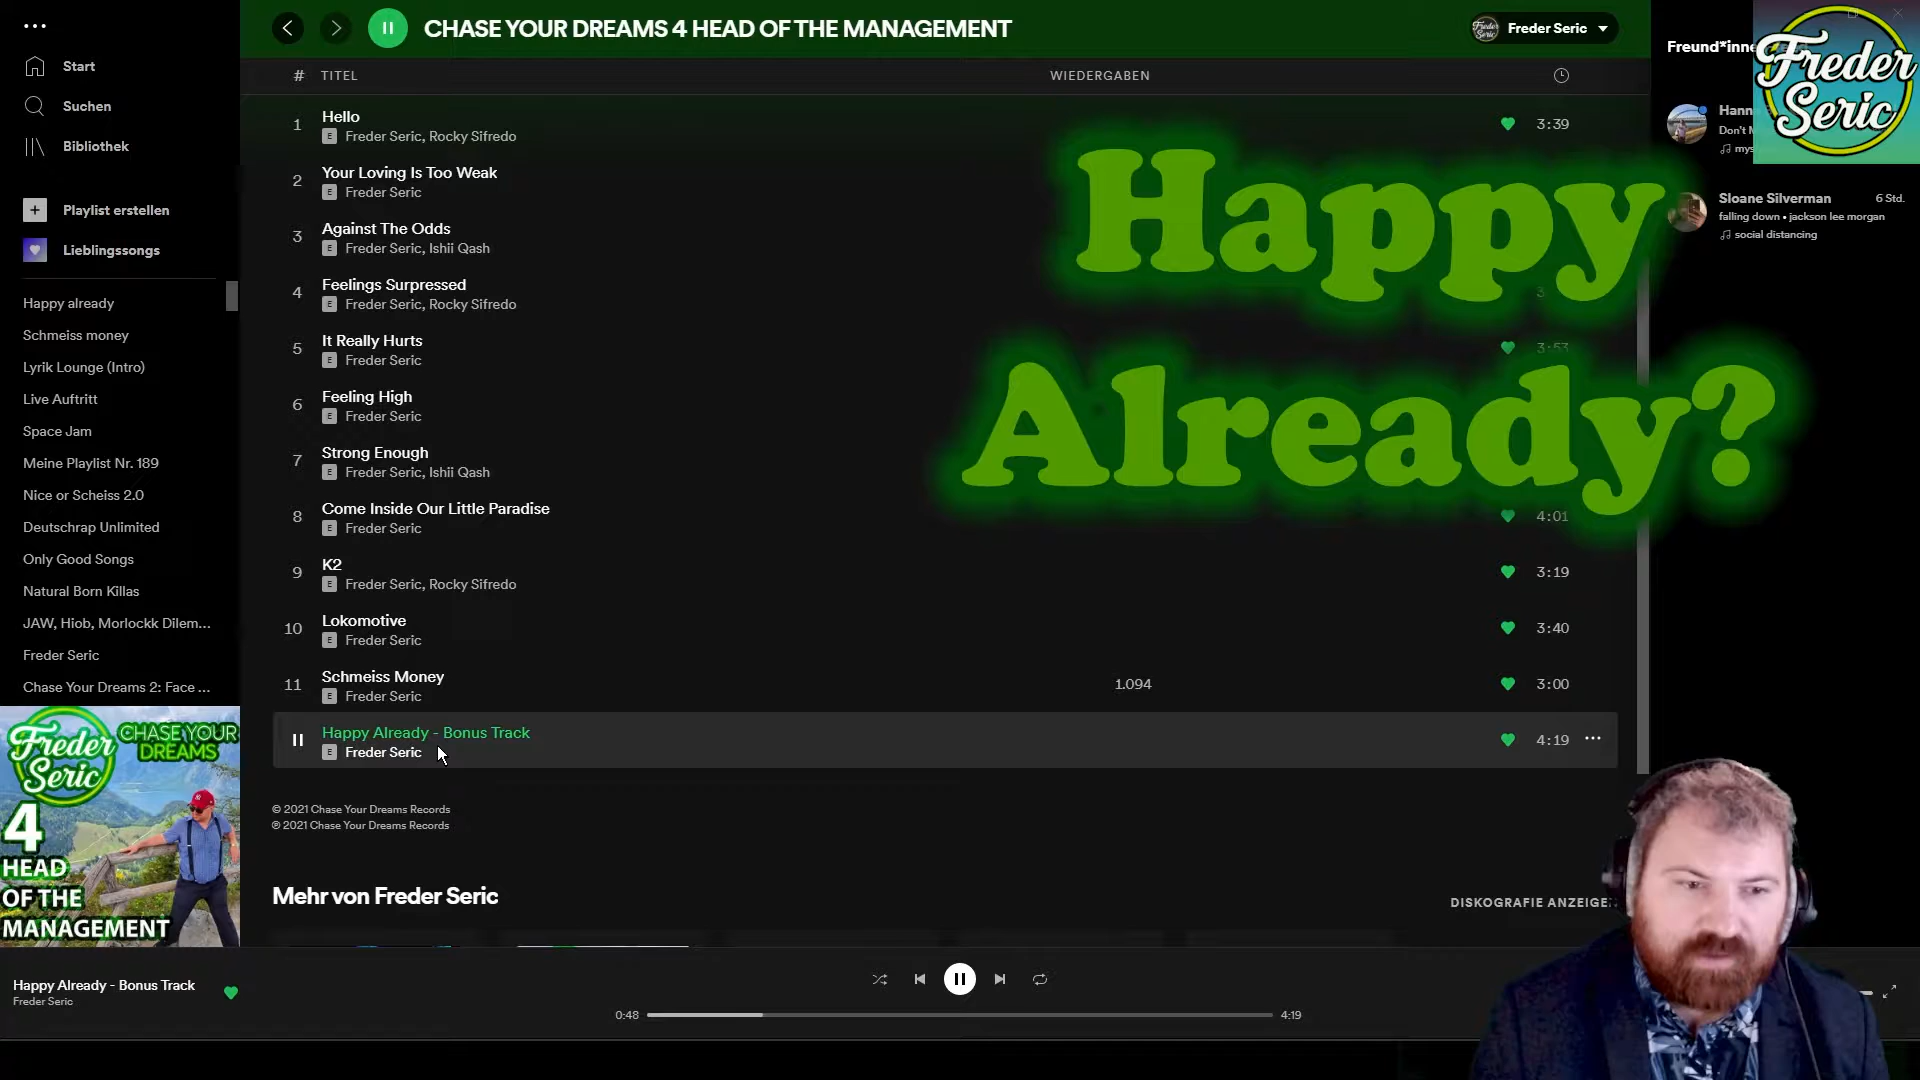 CHASE YOUR DREAMS 4 HEAD OF THE MANAGEMENT
Freder Seric
Start
Suchen
Bibliothek
Playlist erstellen
Lieblingssongs
Happy already
Schmeiss money
Lyrik Lounge (Intro)
Live Auftritt
Space Jam
Meine Playlist Nr. 189
Nice or Scheiss 2.0
Deutschrap Unlimited
Only Good Songs
Natural Born Killas
JAW, Hiob, Morlockk Dilem...
Freder Seric
Chase Your Dreams 2: Face ...
Freder
Seric
CHASE YOUR
DREAMS
4
HEAD
OF THE
MANAGEMENT
# TITEL WIEDERGABEN
1 Hello 3:39
E Freder Seric, Rocky Sifredo
2 Your Loving Is Too Weak
E Freder Seric
3 Against The Odds
E Freder Seric, Ishii Qash
4 Feelings Surpressed 3
E Freder Seric, Rocky Sifredo
5 It Really Hurts 3:53
E Freder Seric
6 Feeling High
E Freder Seric
7 Strong Enough
E Freder Seric, Ishii Qash
8 Come Inside Our Little Paradise 4:01
E Freder Seric
9 K2 3:19
E Freder Seric, Rocky Sifredo
10 Lokomotive 3:40
E Freder Seric
11 Schmeiss Money 1.094 3:00
E Freder Seric
Happy Already - Bonus Track 4:19
E Freder Seric
© 2021 Chase Your Dreams Records
℗ 2021 Chase Your Dreams Records
Mehr von Freder Seric
DISKOGRAFIE ANZEIGE
Happy
Already?
Freund*inne
Freder
Seric
Hann
Don't
mys
Sloane Silverman 6 Std.
falling down • jackson lee morgan
social distancing
Happy Already - Bonus Track
Freder Seric
0:48 4:19